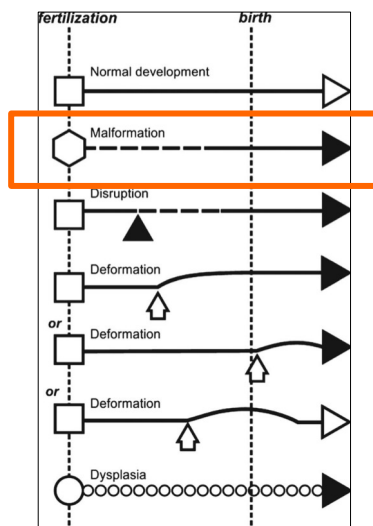 fertilization birth
Normal development
Malformation
Disruption
Deformation
or
Deformation
or
Deformation
Dysplasia